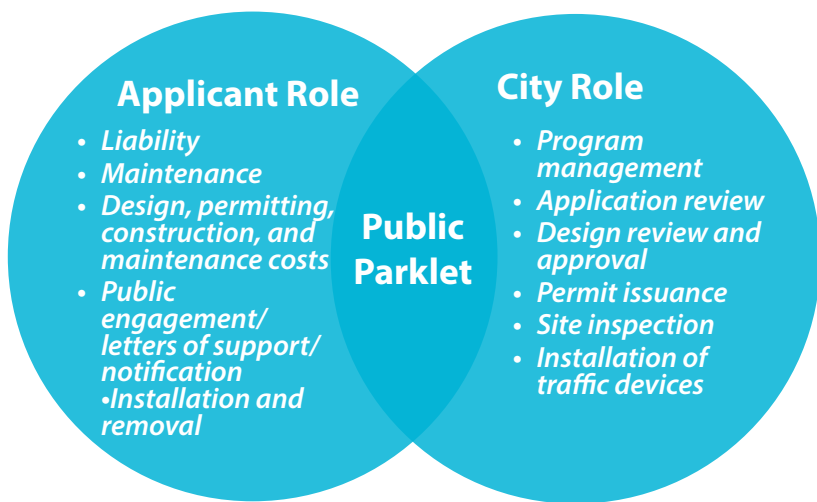 Applicant Role
• Liability
• Maintenance
• Design, permitting,
construction, and
maintenance costs
• Public
engagement/
letters of support/
notification
•Installation and
removal
Public
Parklet
City Role
• Program
management
• Application review
• Design review and
approval
• Permit issuance
• Site inspection
• Installation of
traffic devices